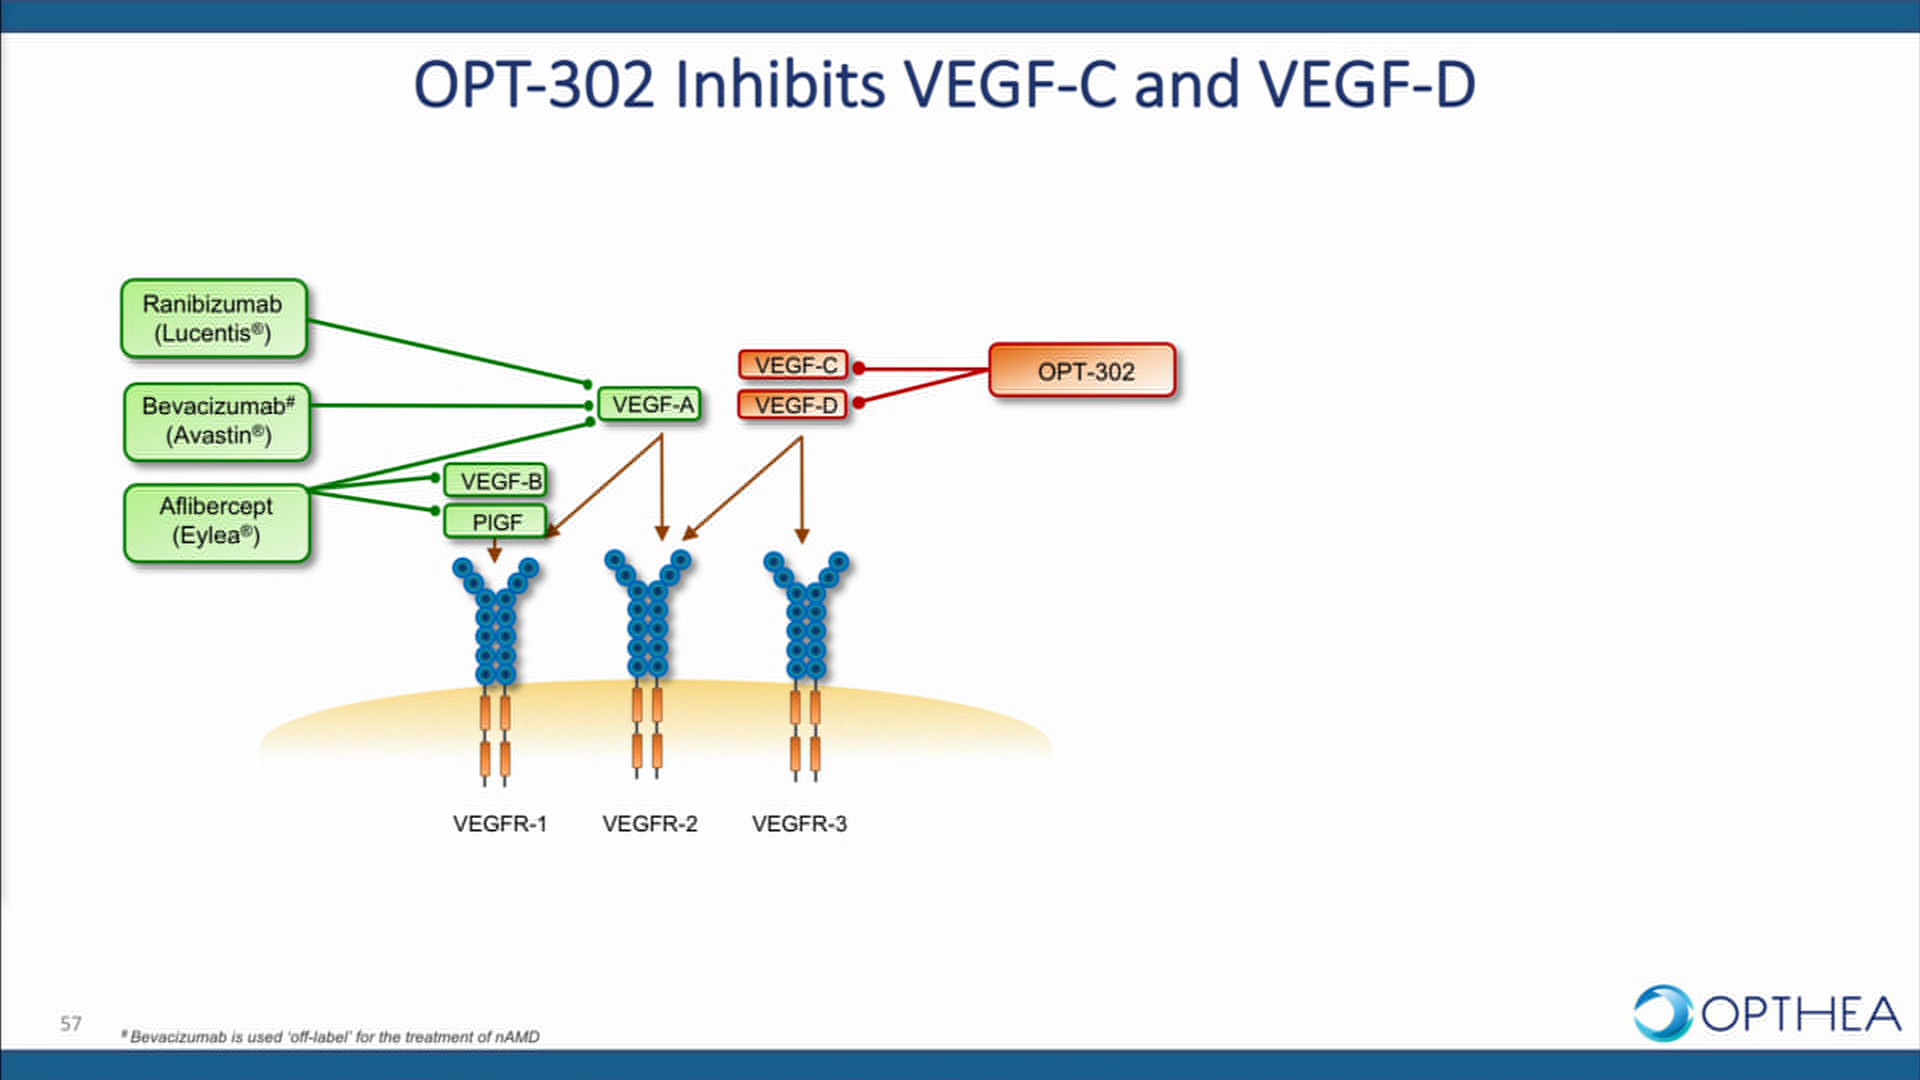 OPT-302 Inhibits VEGF-C and VEGF-D
Ranibizumab
(Lucentis®)
Bevacizumab#
(Avastin®)
Aflibercept
(Eylea®)
VEGF-A
VEGF-B
PlGF
VEGF-C
VEGF-D
OPT-302
VEGFR-1
VEGFR-2
VEGFR-3
57
# Bevacizumab is used ‘off-label’ for the treatment of nAMD
OPTHEA